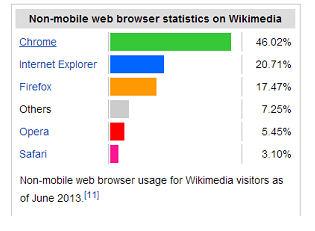 Non-mobile web browser statistics on Wikimedia
Chrome 46.02%
Internet Explorer 20.71%
Firefox 17.47%
Others 7.25%
Opera 5.45%
Safari 3.10%
Non-mobile web browser usage for Wikimedia visitors as
of June 2013.[11]